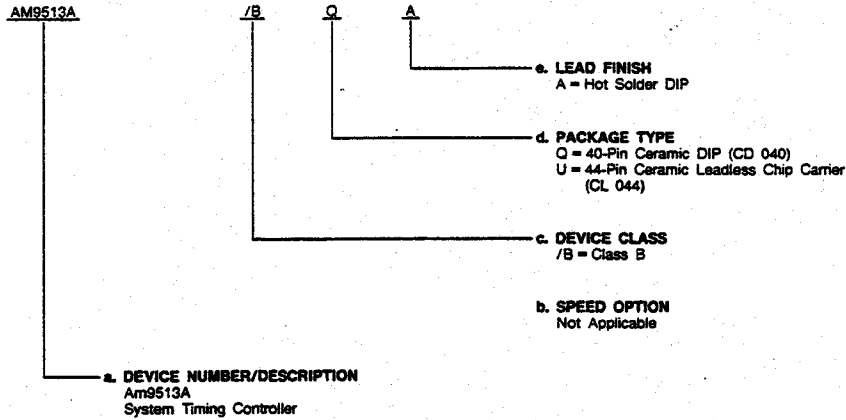 AM9513A /B Q A
e. LEAD FINISH
A = Hot Solder DIP
d. PACKAGE TYPE
Q = 40-Pin Ceramic DIP (CD 040)
U = 44-Pin Ceramic Leadless Chip Carrier
(CL 044)
c. DEVICE CLASS
/B = Class B
b. SPEED OPTION
Not Applicable
a. DEVICE NUMBER/DESCRIPTION
Am9513A
System Timing Controller